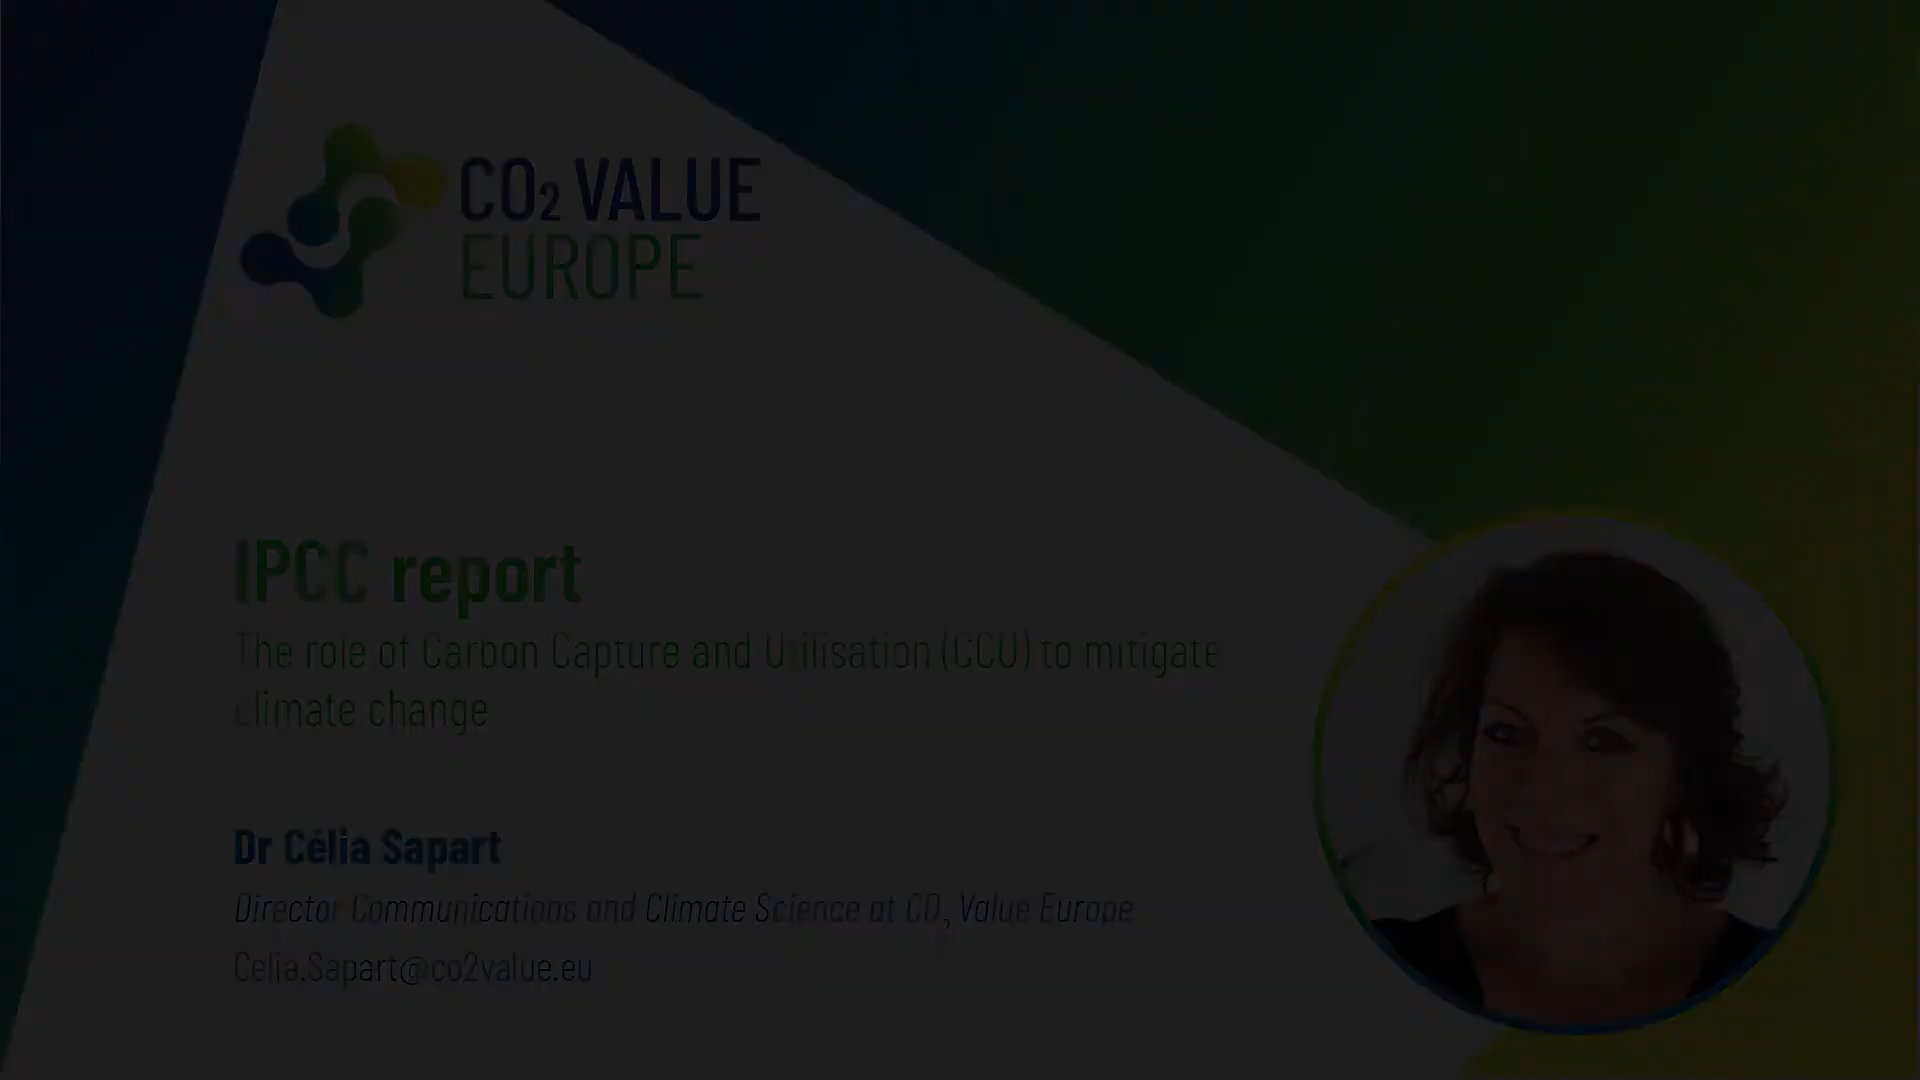 CO2 VALUE
EUROPE
IPCC report
The role of Carbon Capture and Utilisation (CCU) to mitigate
climate change
Dr Célia Sapart
Director Communications and Climate Science at CO2 Value Europe
Celia.Sapart@co2value.eu